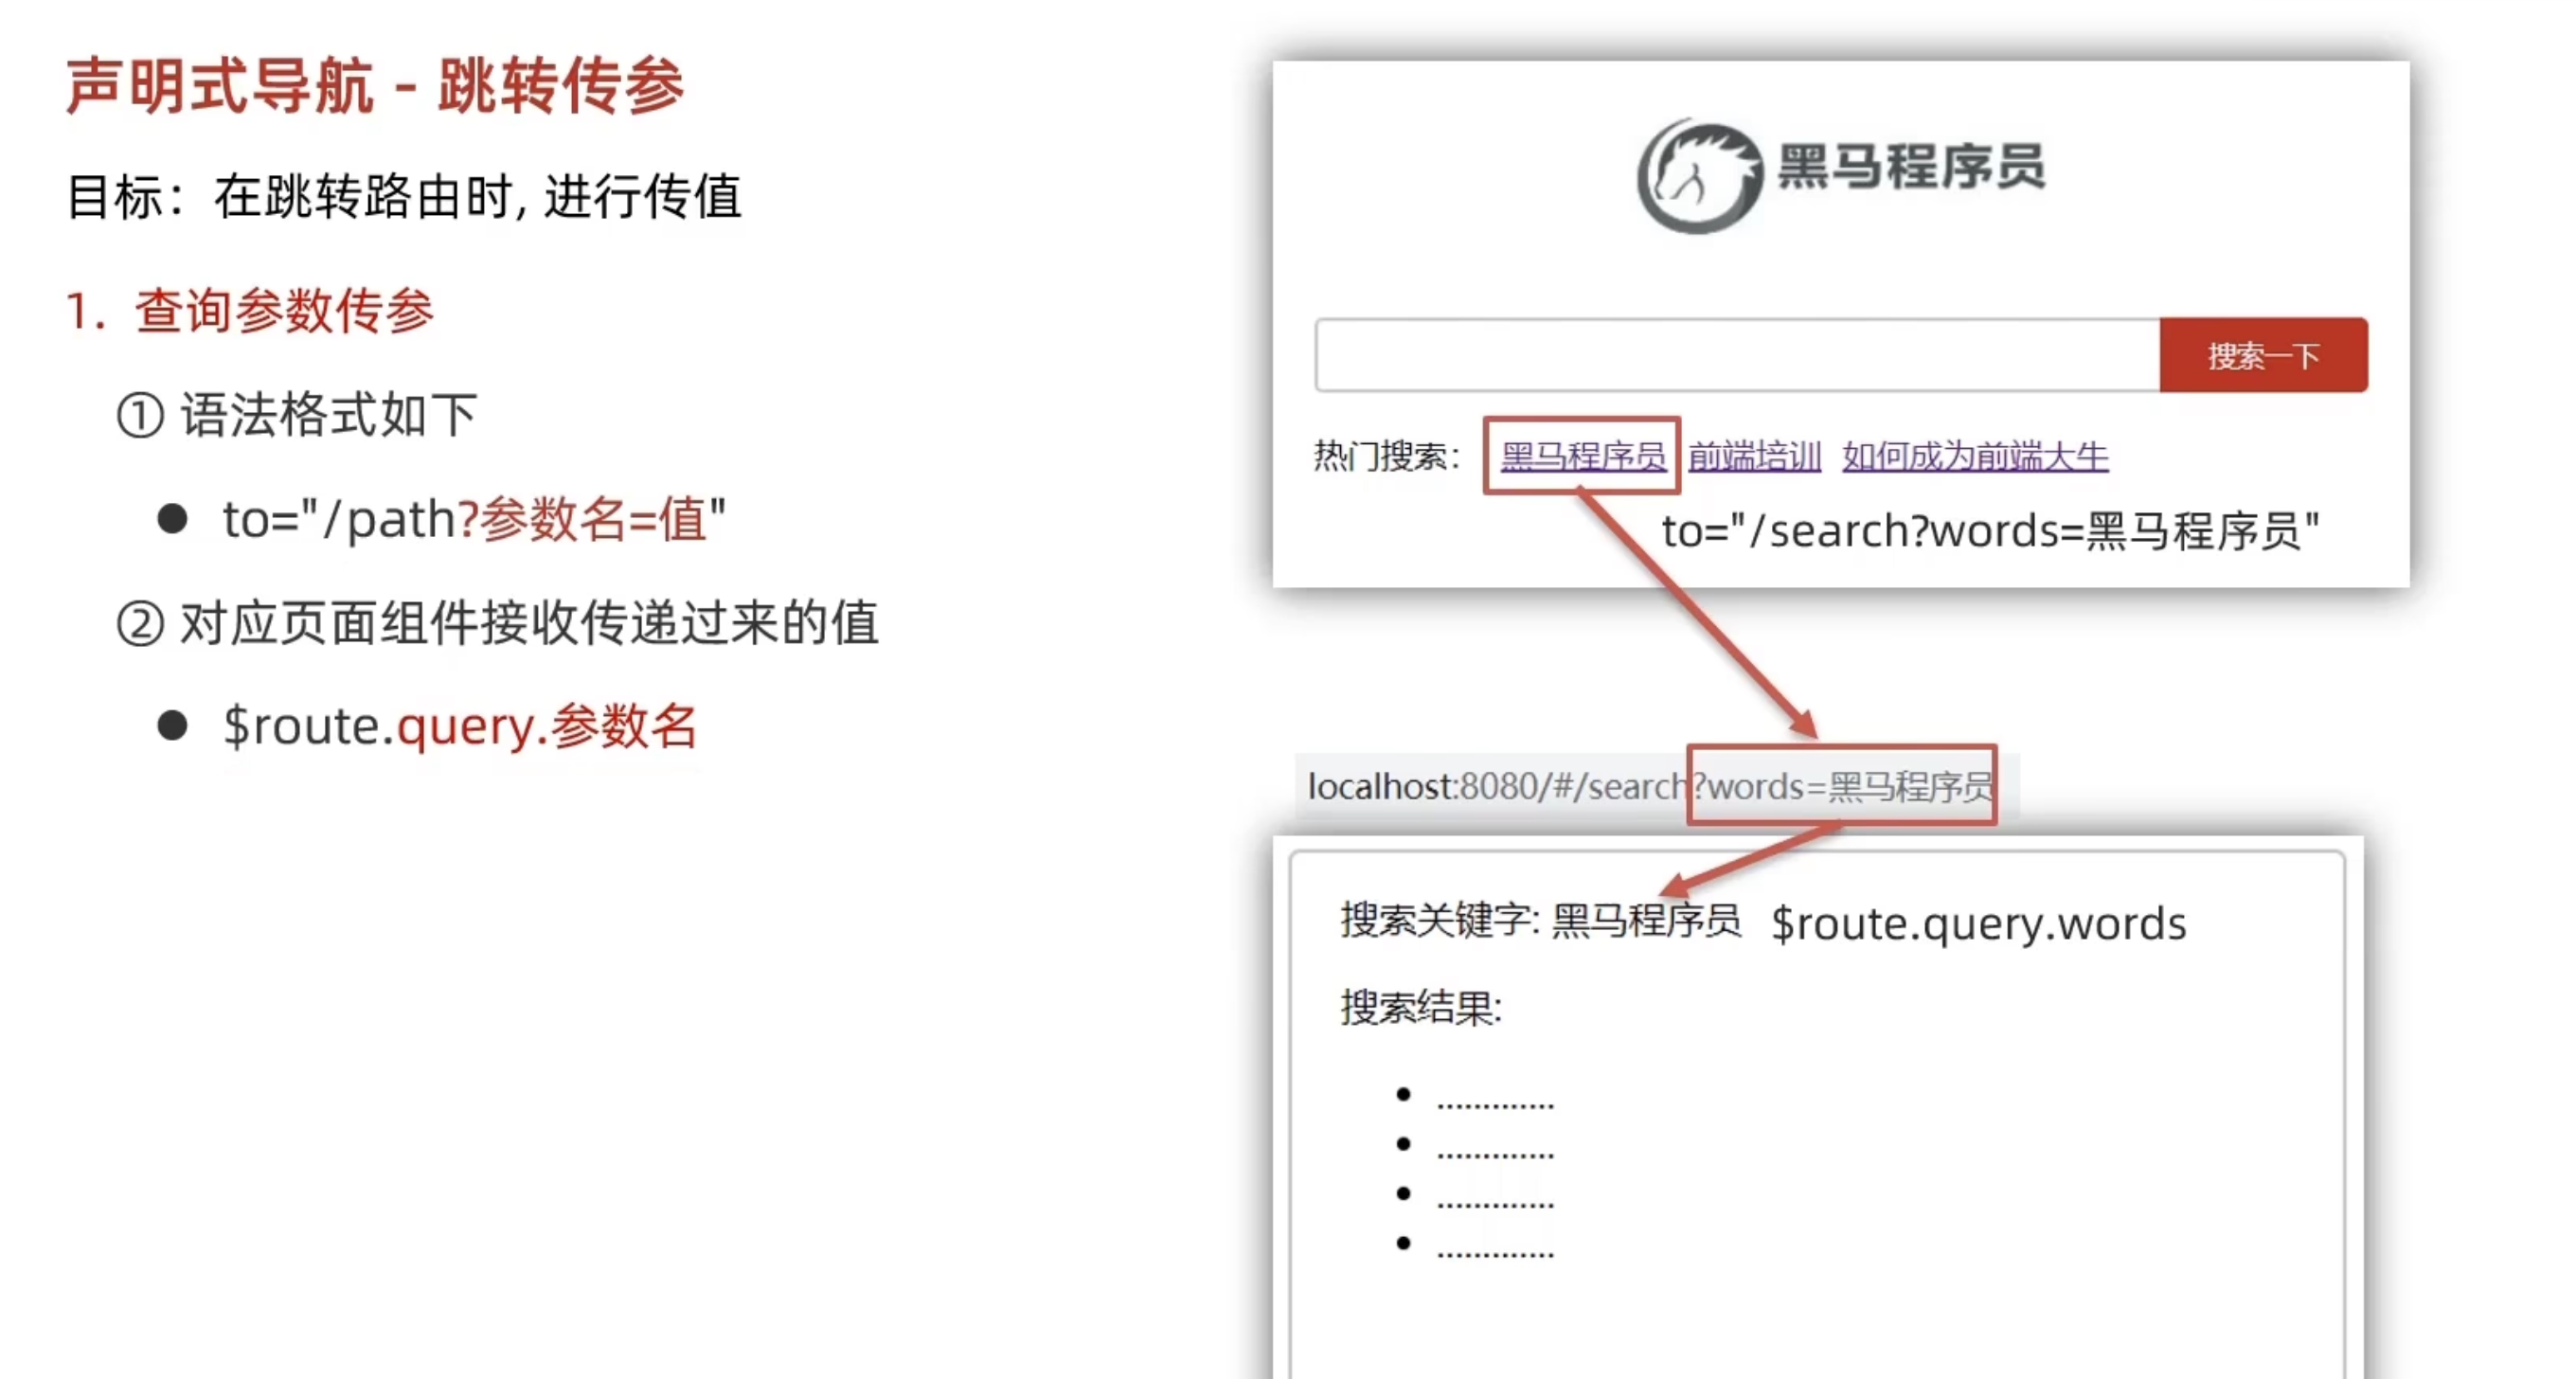 声明式导航 - 跳转传参
目标：在跳转路由时, 进行传值
1. 查询参数传参
① 语法格式如下
● to="/path?参数名=值"
② 对应页面组件接收传递过来的值
● $route.query.参数名
黑马程序员
搜索一下
热门搜索： 黑马程序员 前端培训 如何成为前端大牛
to="/search?words=黑马程序员"
localhost:8080/#/search?words=黑马程序员
搜索关键字: 黑马程序员 $route.query.words
搜索结果:
• .............
• .............
• .............
• .............